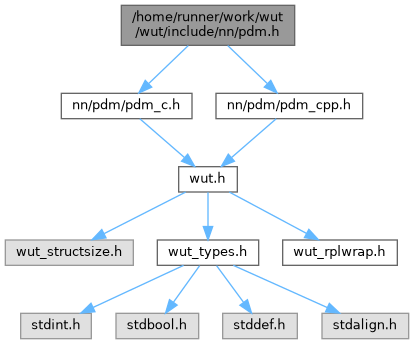 /home/runner/work/wut
/wut/include/nn/pdm.h
nn/pdm/pdm_c.h
nn/pdm/pdm_cpp.h
wut.h
wut_structsize.h
wut_types.h
wut_rplwrap.h
stdint.h
stdbool.h
stddef.h
stdalign.h